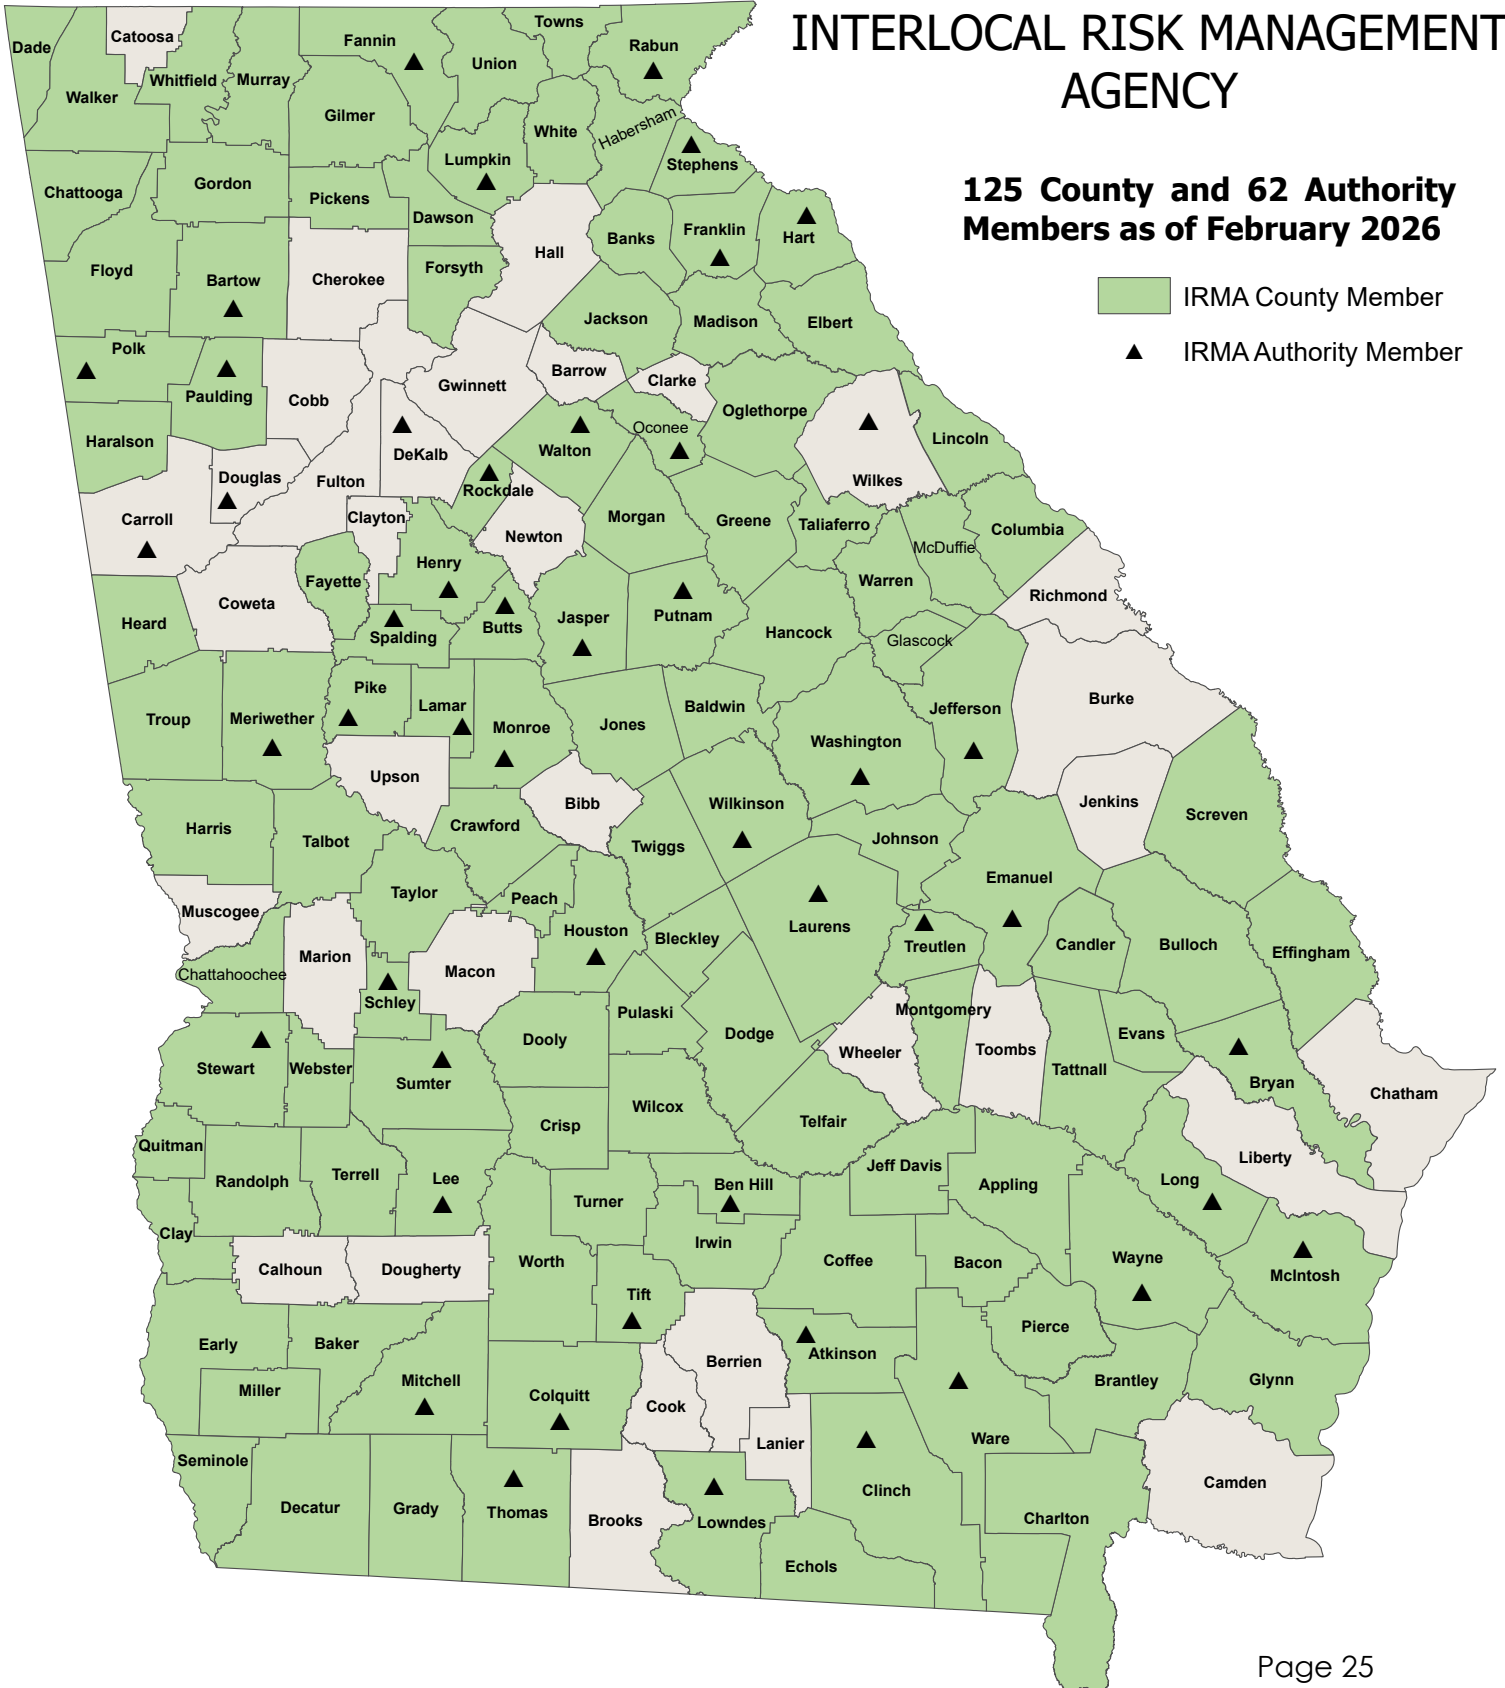 INTERLOCAL RISK MANAGEMENT
AGENCY
125 County and 62 Authority
Members as of February 2026
IRMA County Member
IRMA Authority Member
Dade
Catoosa
Fannin
Towns
Rabun
Union
Walker
Whitfield
Murray
Gilmer
White
Habersham
Lumpkin
Stephens
Chattooga
Gordon
Pickens
Dawson
Hall
Banks
Franklin
Hart
Floyd
Bartow
Cherokee
Forsyth
Jackson
Madison
Elbert
Polk
Paulding
Cobb
Gwinnett
Barrow
Clarke
Oglethorpe
Haralson
Douglas
Fulton
DeKalb
Rockdale
Walton
Oconee
Wilkes
Lincoln
Carroll
Clayton
Newton
Morgan
Greene
Taliaferro
McDuffie
Columbia
Coweta
Fayette
Henry
Warren
Richmond
Heard
Spalding
Butts
Jasper
Putnam
Hancock
Glascock
Troup
Meriwether
Pike
Lamar
Monroe
Jones
Baldwin
Washington
Jefferson
Burke
Upson
Bibb
Wilkinson
Jenkins
Screven
Harris
Talbot
Crawford
Twiggs
Johnson
Taylor
Peach
Emanuel
Muscogee
Marion
Macon
Houston
Bleckley
Laurens
Treutlen
Candler
Bulloch
Effingham
Chattahoochee
Schley
Pulaski
Dodge
Montgomery
Stewart
Webster
Sumter
Dooly
Wheeler
Toombs
Tattnall
Evans
Bryan
Chatham
Quitman
Crisp
Wilcox
Telfair
Liberty
Randolph
Terrell
Lee
Turner
Ben Hill
Jeff Davis
Appling
Long
Clay
Calhoun
Dougherty
Worth
Irwin
Coffee
Bacon
Wayne
McIntosh
Tift
Early
Baker
Pierce
Berrien
Atkinson
Miller
Mitchell
Colquitt
Cook
Brantley
Glynn
Lanier
Ware
Seminole
Decatur
Grady
Thomas
Brooks
Lowndes
Clinch
Charlton
Camden
Echols
Page 25